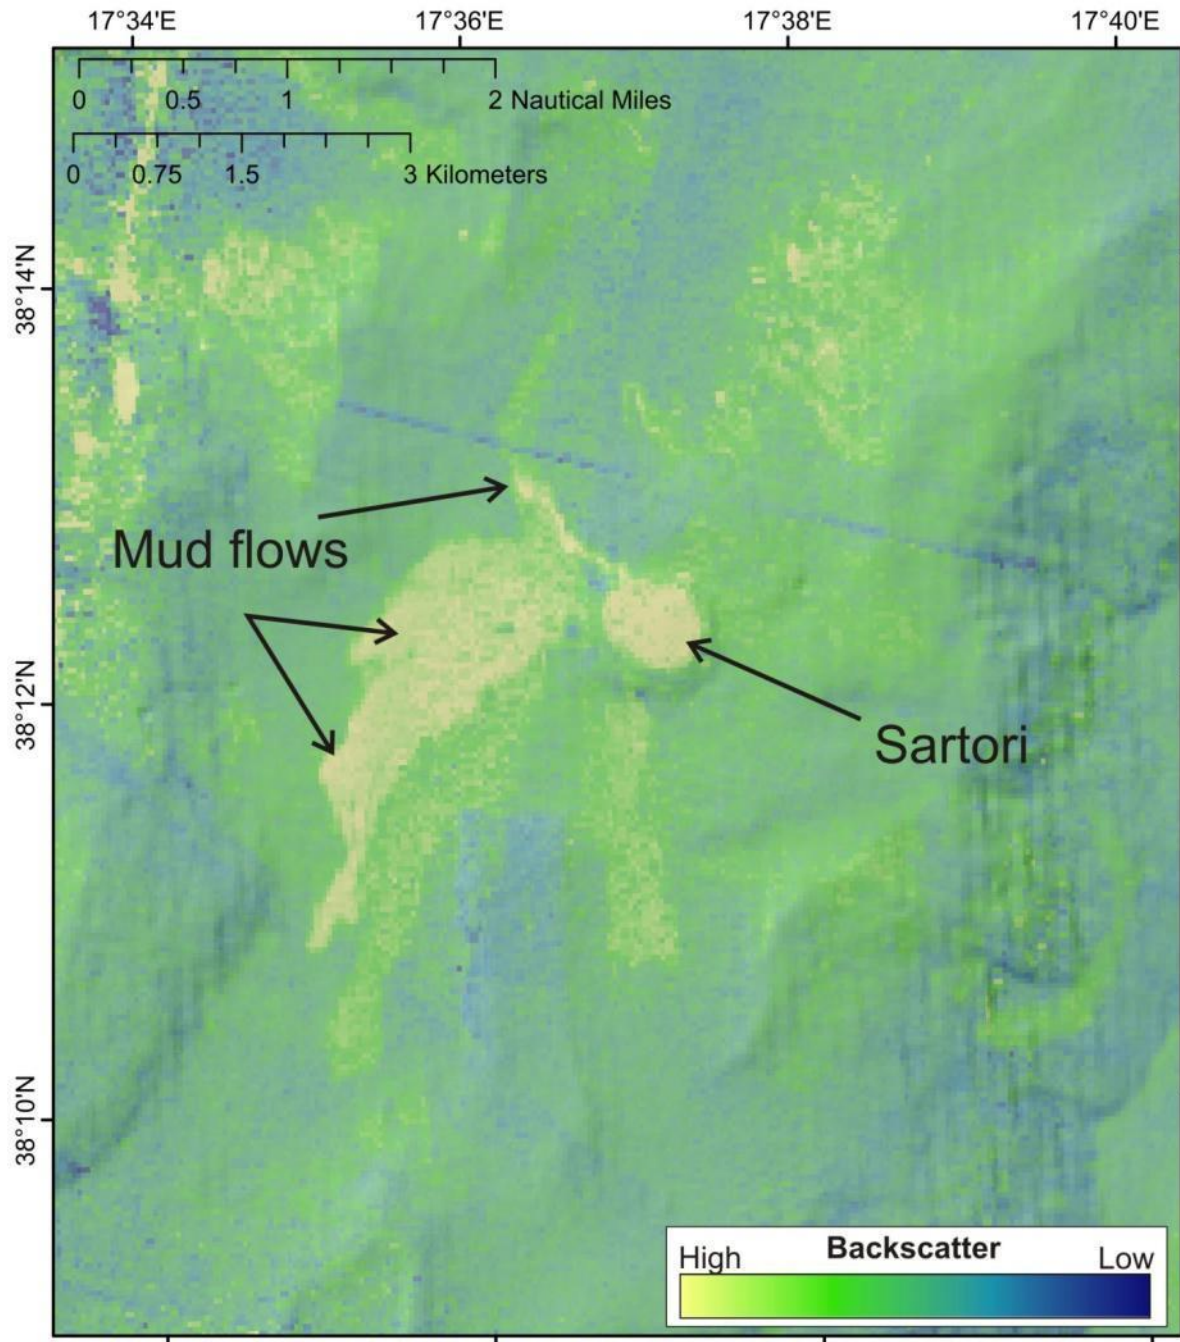 17°34'E 17°36'E 17°38'E 17°40'E
0 0.5 1 2 Nautical Miles
0 0.75 1.5 3 Kilometers
38°14'N
Mud flows
38°12'N
Sartori
38°10'N
Backscatter
High Low